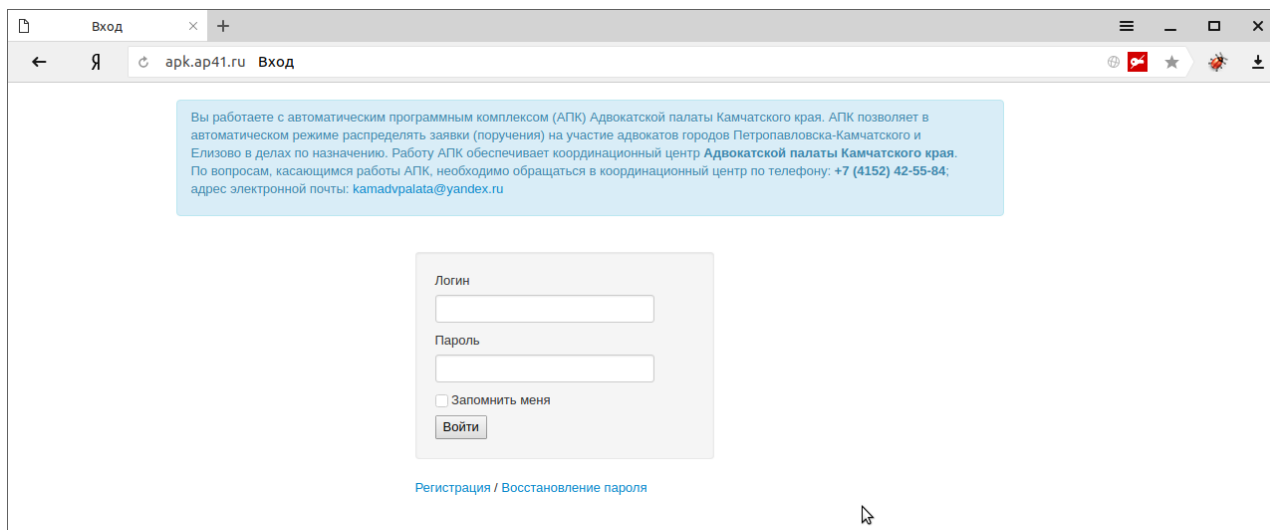 Вход
Я apk.ap41.ru Вход
Вы работаете с автоматическим программным комплексом (АПК) Адвокатской палаты Камчатского края. АПК позволяет в
автоматическом режиме распределять заявки (поручения) на участие адвокатов городов Петропавловска-Камчатского и
Елизово в делах по назначению. Работу АПК обеспечивает координационный центр Адвокатской палаты Камчатского края.
По вопросам, касающимся работы АПК, необходимо обращаться в координационный центр по телефону: +7 (4152) 42-55-84;
адрес электронной почты: kamadvpalata@yandex.ru
Логин
Пароль
Запомнить меня
Войти
Регистрация / Восстановление пароля